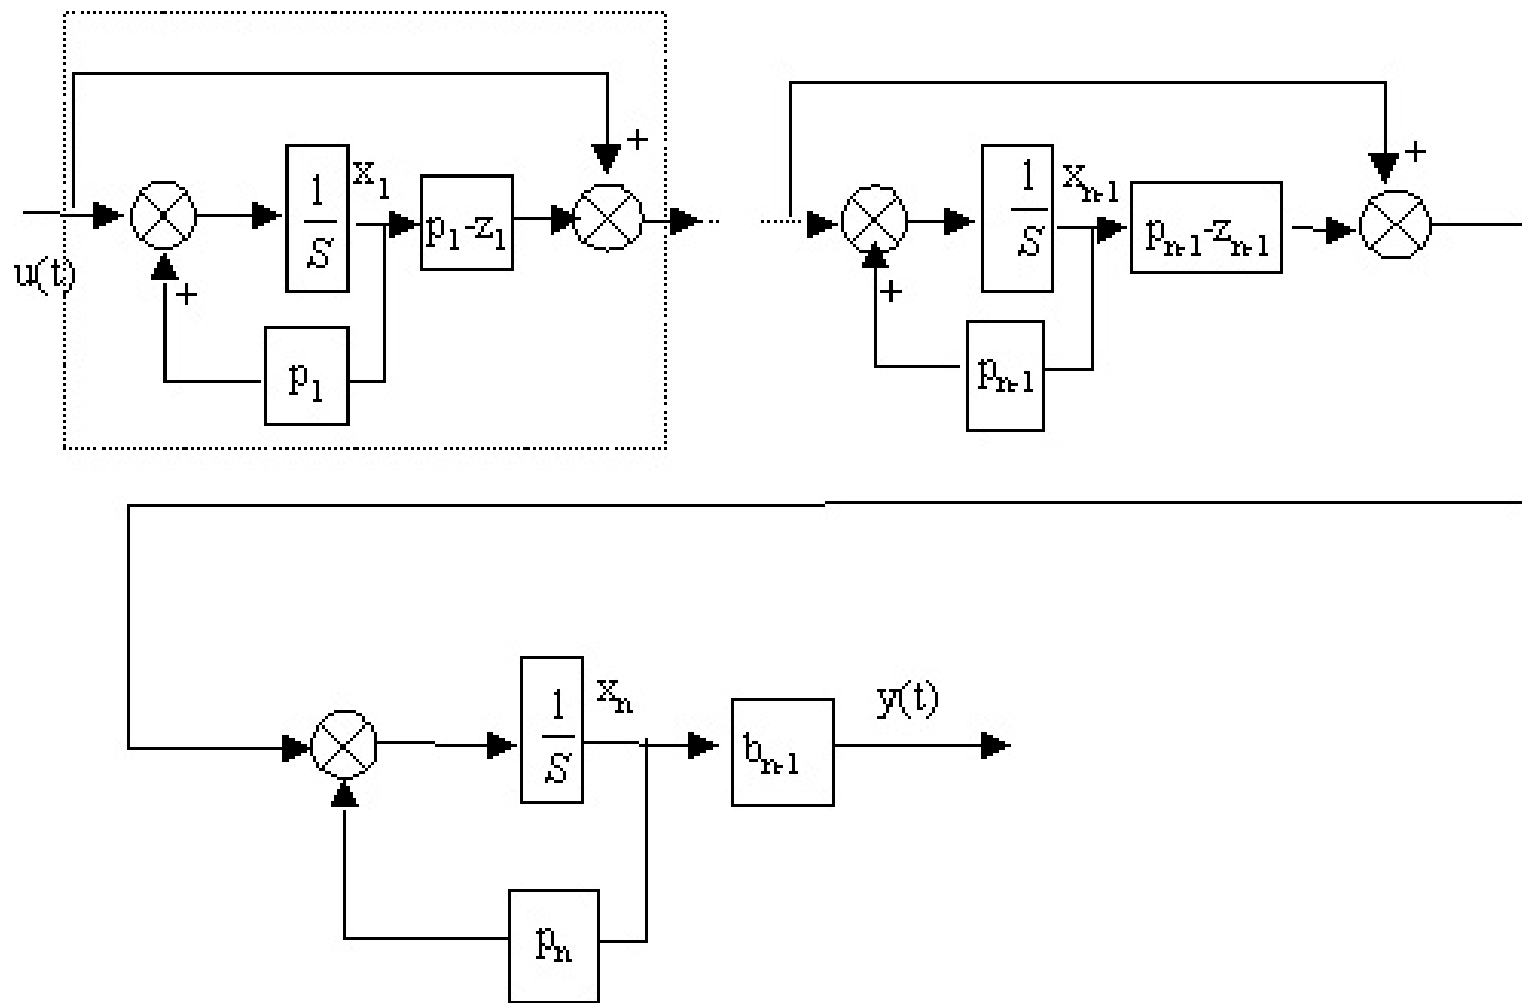 +
+
1
S
x1
p1-z1
u(t)
+
p1
1
S
xn-1
pn-1-zn-1
+
pn-1
1
S
xn
bn-1
y(t)
pn